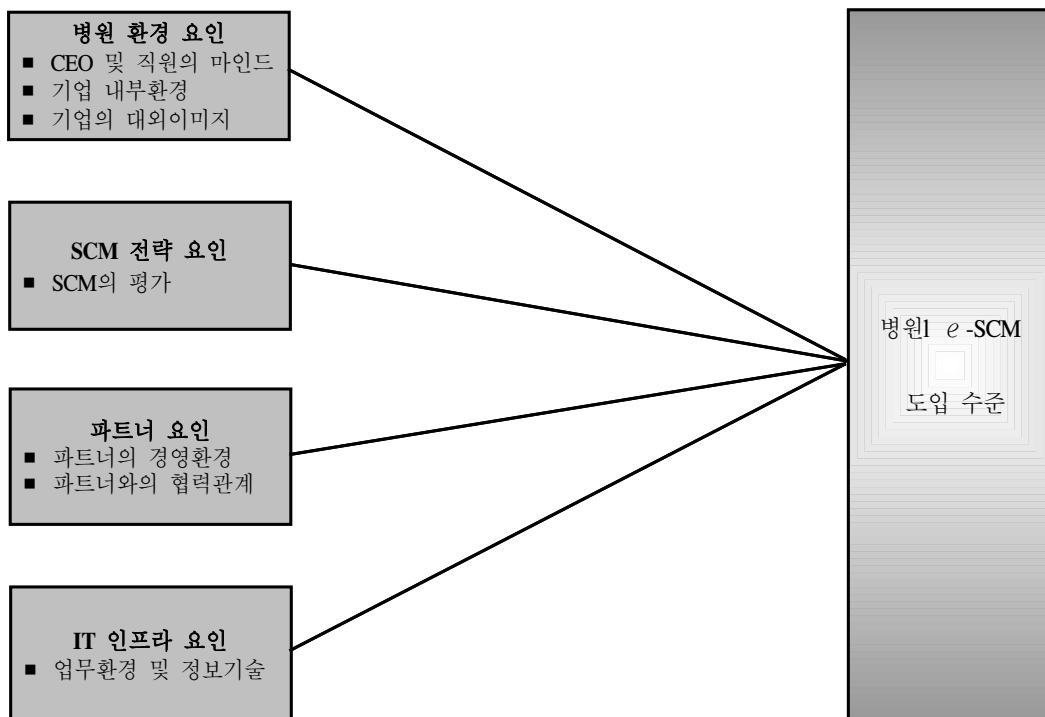 병원 환경 요인
■ CEO 및 직원의 마인드
■ 기업 내부환경
■ 기업의 대외이미지
SCM 전략 요인
■ SCM의 평가
파트너 요인
■ 파트너의 경영환경
■ 파트너와의 협력관계
IT 인프라 요인
■ 업무환경 및 정보기술
병원l e-SCM
도입 수준